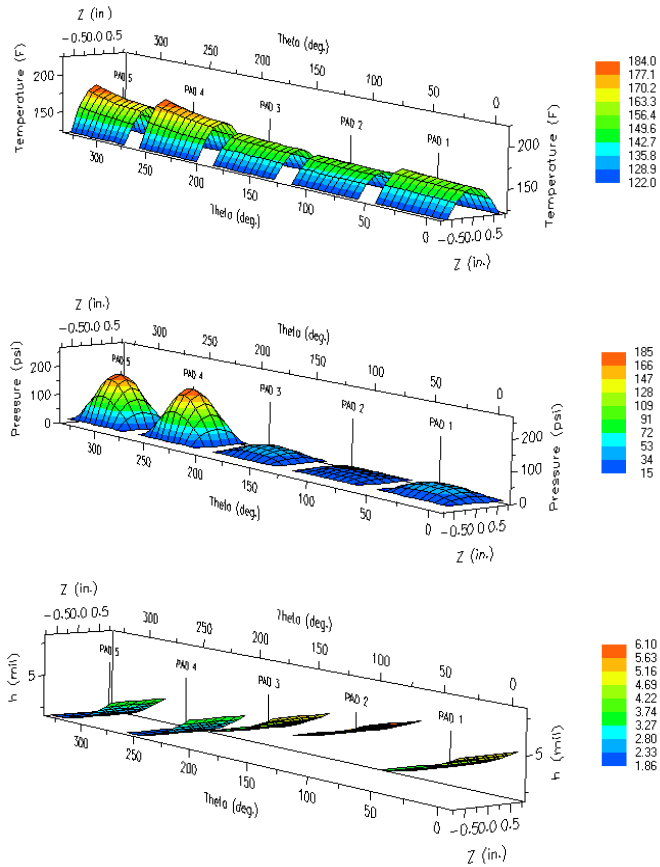 Z (in.)
-0.50.0 0.5
Theta (deg.)
300
250
200
150
100
50
0
Temperature (F)
200
150
PAD 5
PAD 4
PAD 3
PAD 2
PAD 1
200
150
Temperature (F)
300
250
200
150
100
50
0
Theta (deg.)
-0.50.0 0.5
Z (in.)
184.0
177.1
170.2
163.3
156.4
149.6
142.7
135.8
128.9
122.0
Z (in.)
-0.50.0 0.5
Theta (deg.)
300
250
200
150
100
50
0
Pressure (psi)
200
100
0
PAD 5
PAD 4
PAD 3
PAD 2
PAD 1
200
100
0
Pressure (psi)
300
250
200
150
100
50
0
Theta (deg.)
-0.50.0 0.5
Z (in.)
185
166
147
128
109
91
72
53
34
15
Z (in.)
-0.50.0 0.5
Theta (deg.)
300
250
200
150
100
50
0
h (mil)
5
PAD 5
PAD 4
PAD 3
PAD 2
PAD 1
5
h (mil)
300
250
200
150
100
50
0
Theta (deg.)
-0.50.0 0.5
Z (in.)
6.10
5.63
5.16
4.69
4.22
3.74
3.27
2.80
2.33
1.86